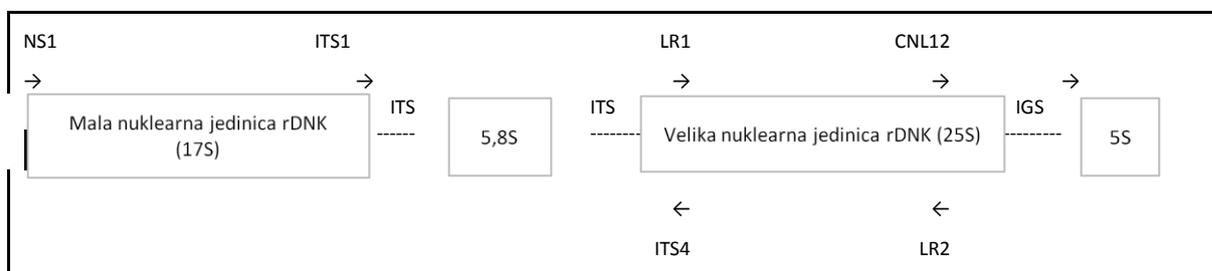 NS1 ITS1 LR1 CNL12
ITS ITS IGS
Mala nuklearna jedinica rDNK
(17S)
5,8S
Velika nuklearna jedinica rDNK (25S)
5S
ITS4 LR2